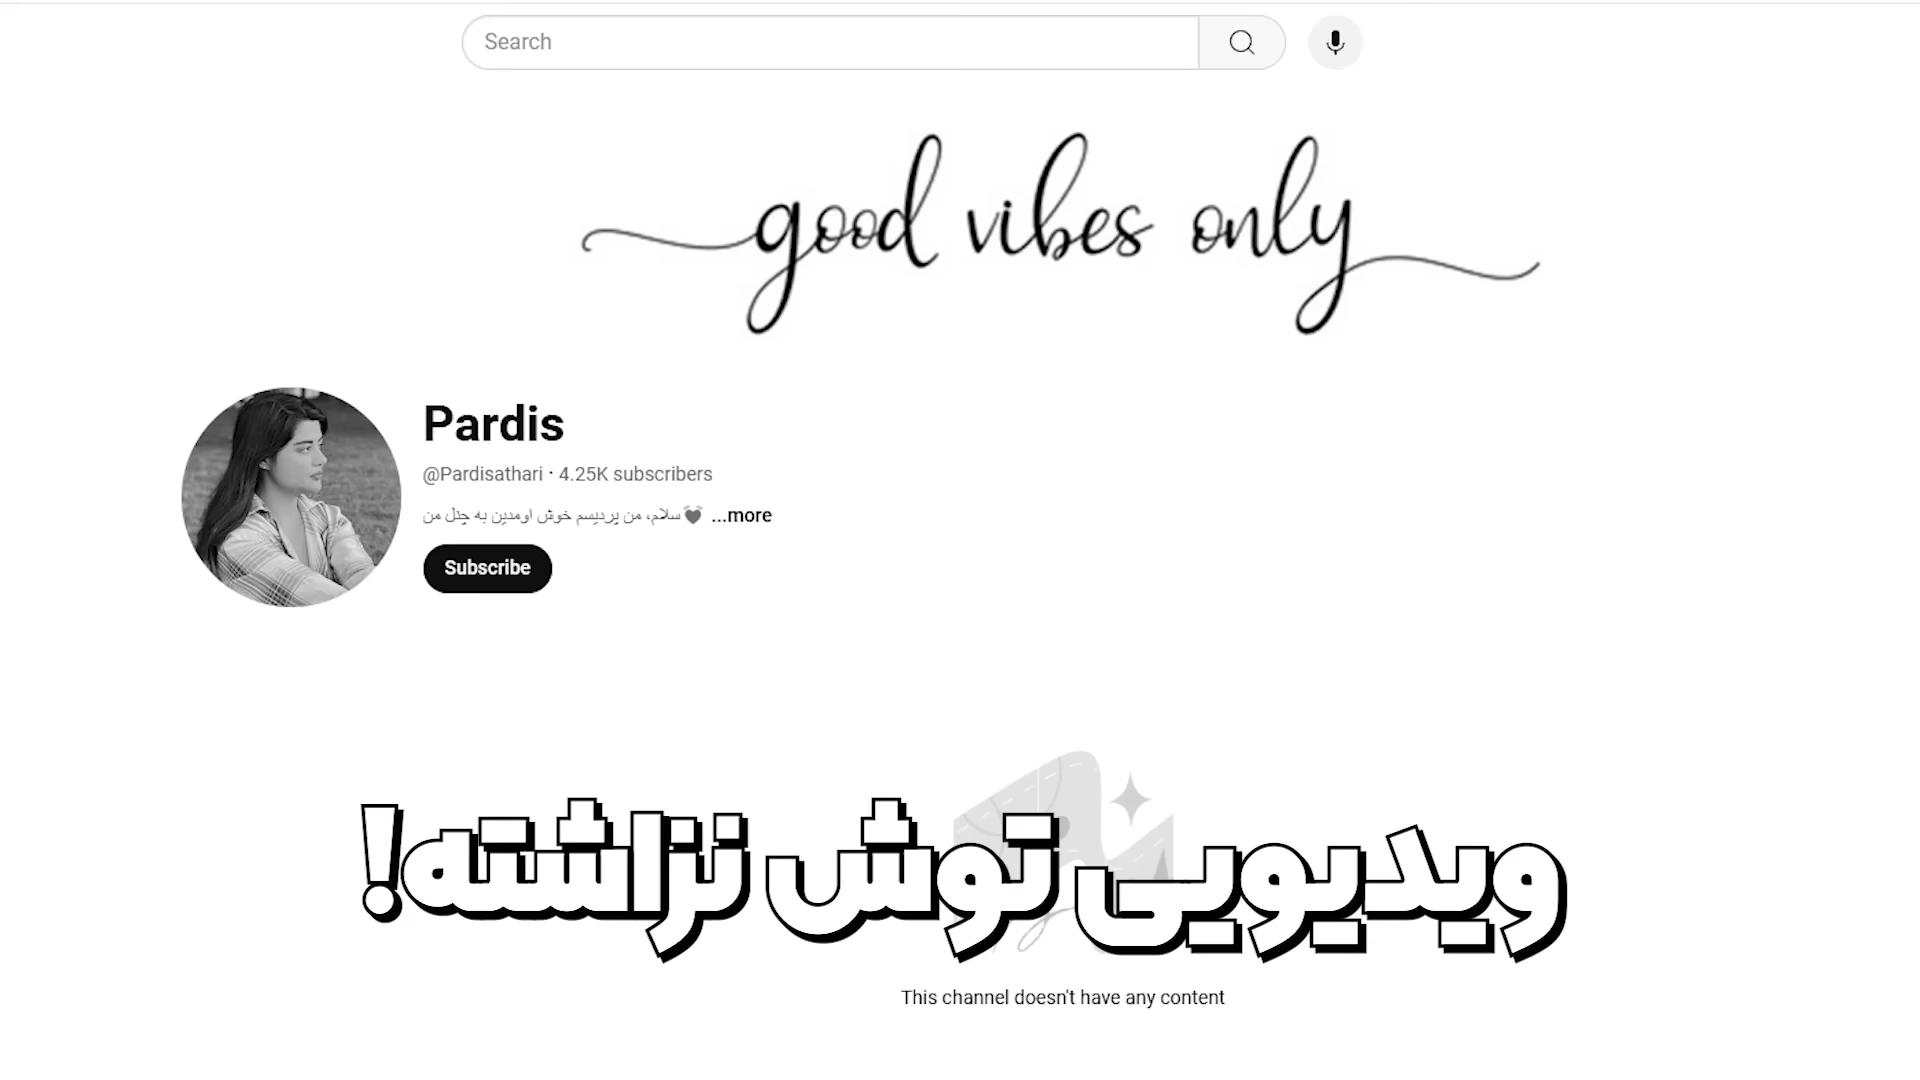 Search
good vibes only
Pardis
@Pardisathari · 4.25K subscribers
سلام، من پردیسم خوش اومدین به چنل من ...more
Subscribe
ویدیویی توش نزاشته!
This channel doesn't have any content